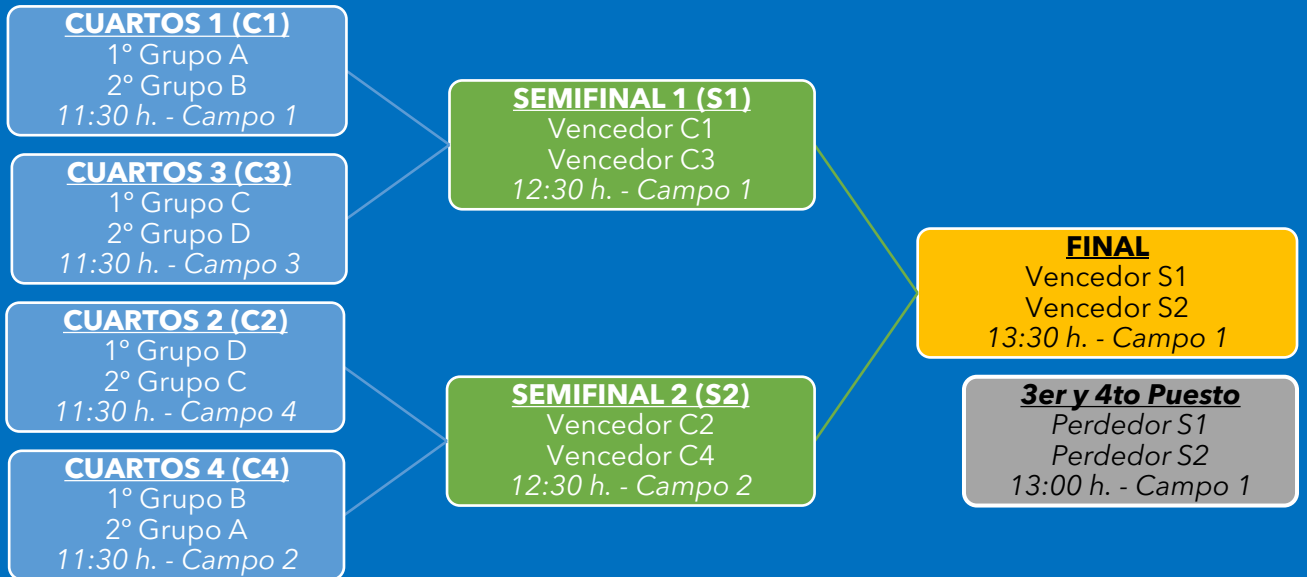 CUARTOS 1 (C1)
1º Grupo A
2º Grupo B
11:30 h. - Campo 1
CUARTOS 3 (C3)
1º Grupo C
2º Grupo D
11:30 h. - Campo 3
CUARTOS 2 (C2)
1º Grupo D
2º Grupo C
11:30 h. - Campo 4
CUARTOS 4 (C4)
1º Grupo B
2º Grupo A
11:30 h. - Campo 2
SEMIFINAL 1 (S1)
Vencedor C1
Vencedor C3
12:30 h. - Campo 1
SEMIFINAL 2 (S2)
Vencedor C2
Vencedor C4
12:30 h. - Campo 2
FINAL
Vencedor S1
Vencedor S2
13:30 h. - Campo 1
3er y 4to Puesto
Perdedor S1
Perdedor S2
13:00 h. - Campo 1